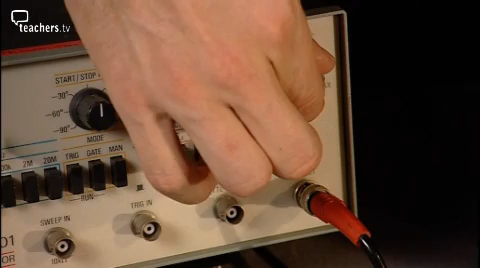 teachers.tv
START / STOP
-30°
-60°
-90°
MODE
2M 20M TRIG GATE MAN
RUN
SWEEP IN
TRIG IN